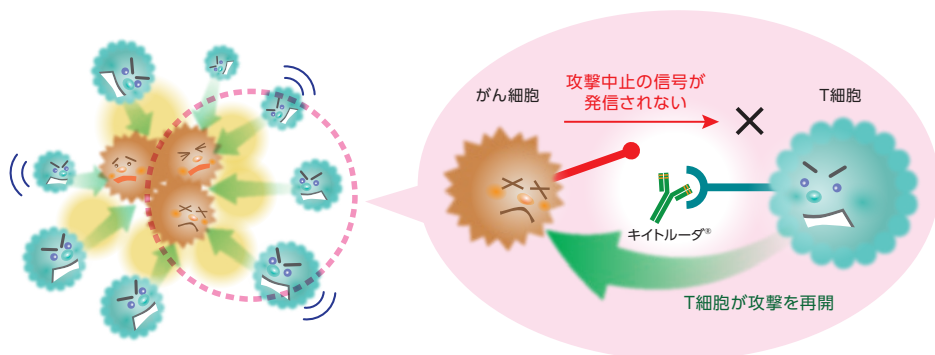 がん細胞
攻撃中止の信号が
発信されない
T細胞
キイトルーダ®
T細胞が攻撃を再開